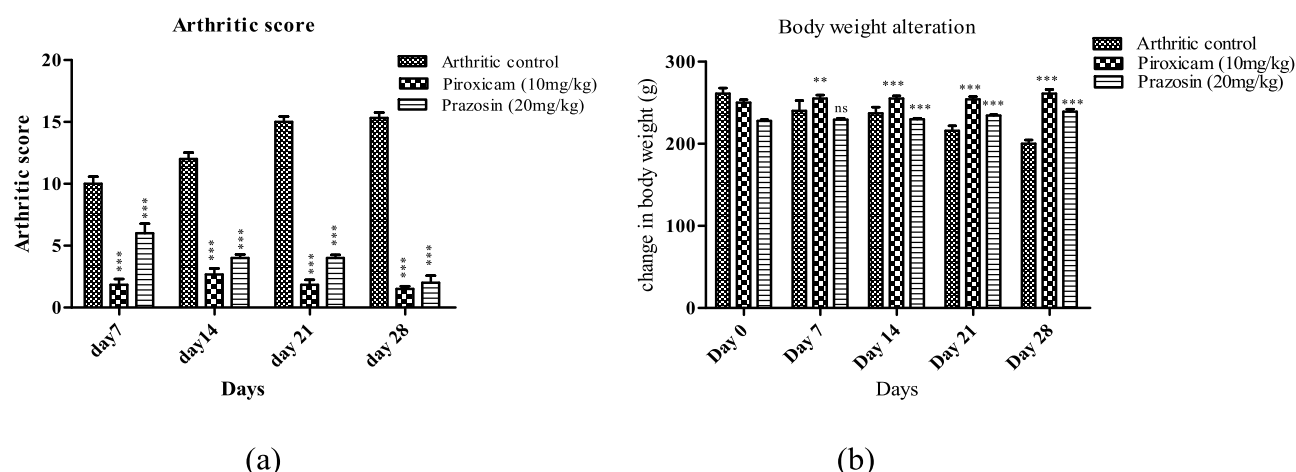 Arthritic score
Arthritic score
20
15
10
5
0
Arthritic control
Piroxicam (10mg/kg)
Prazosin (20mg/kg)
***
***
***
***
***
***
***
***
day7
day14
day 21
day 28
Days
(a)
Body weight alteration
change in body weight (g)
300
200
100
0
Arthritic control
Piroxicam (10mg/kg)
Prazosin (20mg/kg)
**
ns
***
***
***
***
***
***
Day 0
Day 7
Day 14
Day 21
Day 28
Days
(b)